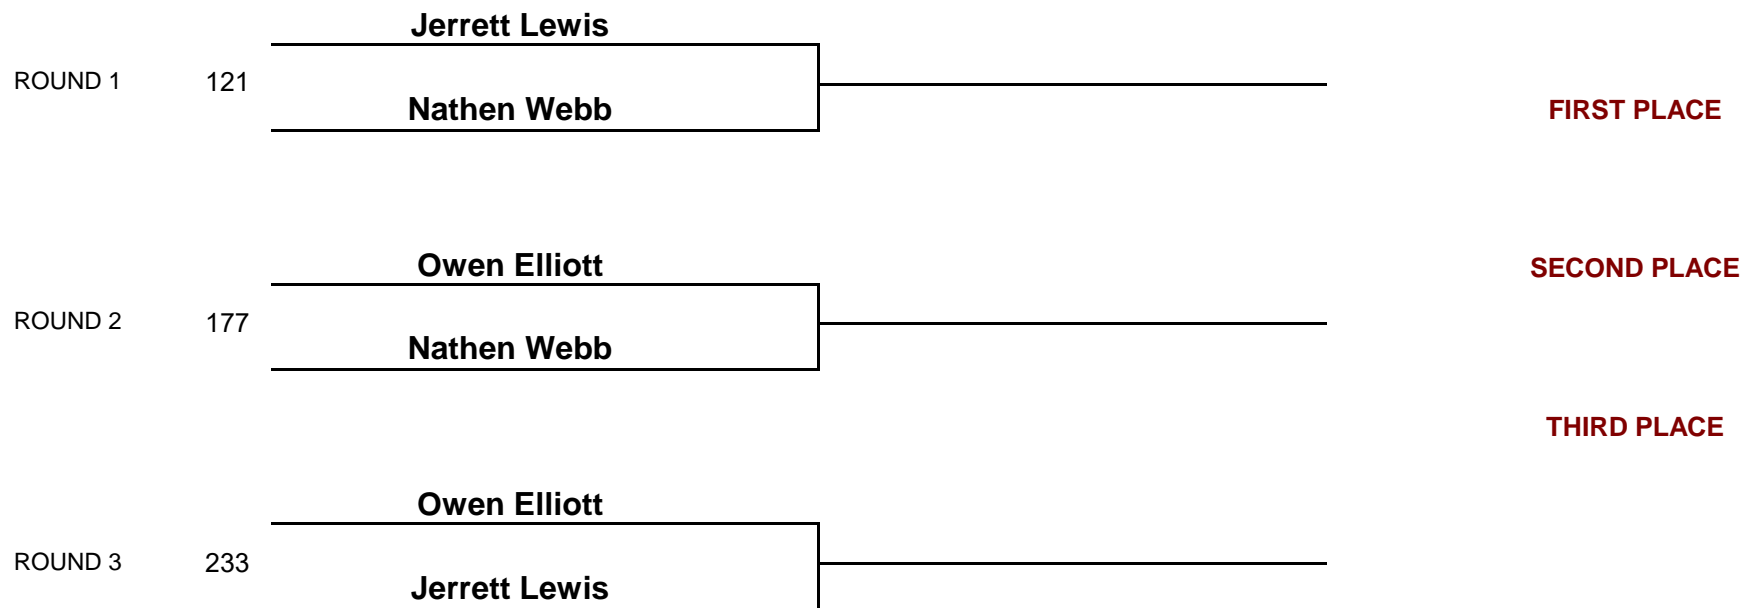 Jerrett Lewis
ROUND 1 121
Nathen Webb
FIRST PLACE
Owen Elliott
SECOND PLACE
ROUND 2 177
Nathen Webb
THIRD PLACE
Owen Elliott
ROUND 3 233
Jerrett Lewis